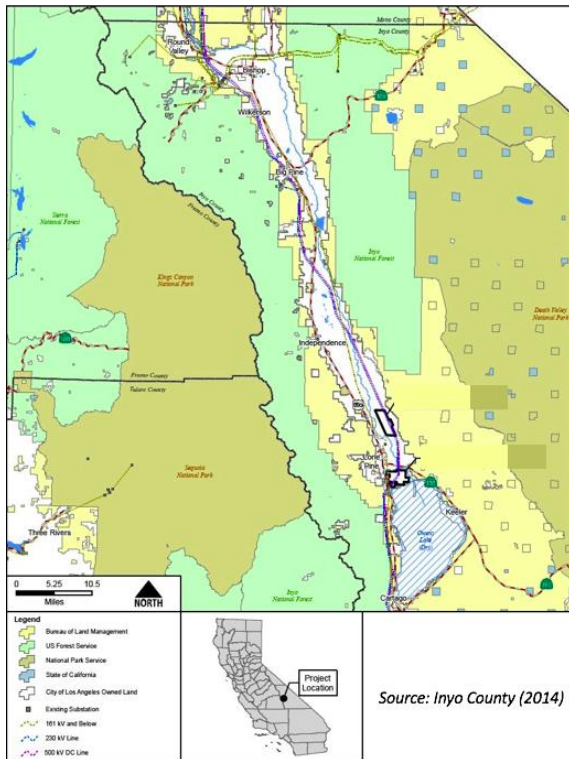 Mono County
Inyo County
Round
Valley
Bishop
Wilkerson
Big Pine
Inyo County
Fresno County
Sierra
National Forest
Kings Canyon
National Park
Inyo
National Forest
Death Valley
National Park
Independence
Fresno County
Tulare County
Sequoia
National Park
Lone
Pine
Owens
Lake
(Dry)
Keeler
Three Rivers
Inyo
National Forest
Cartago
0 5.25 10.5
Miles
NORTH
Legend
Bureau of Land Management
US Forest Service
National Park Service
State of California
City of Los Angeles Owned Land
Existing Substation
161 kV and Below
230 kV Line
500 kV DC Line
Project
Location
Source: Inyo County (2014)